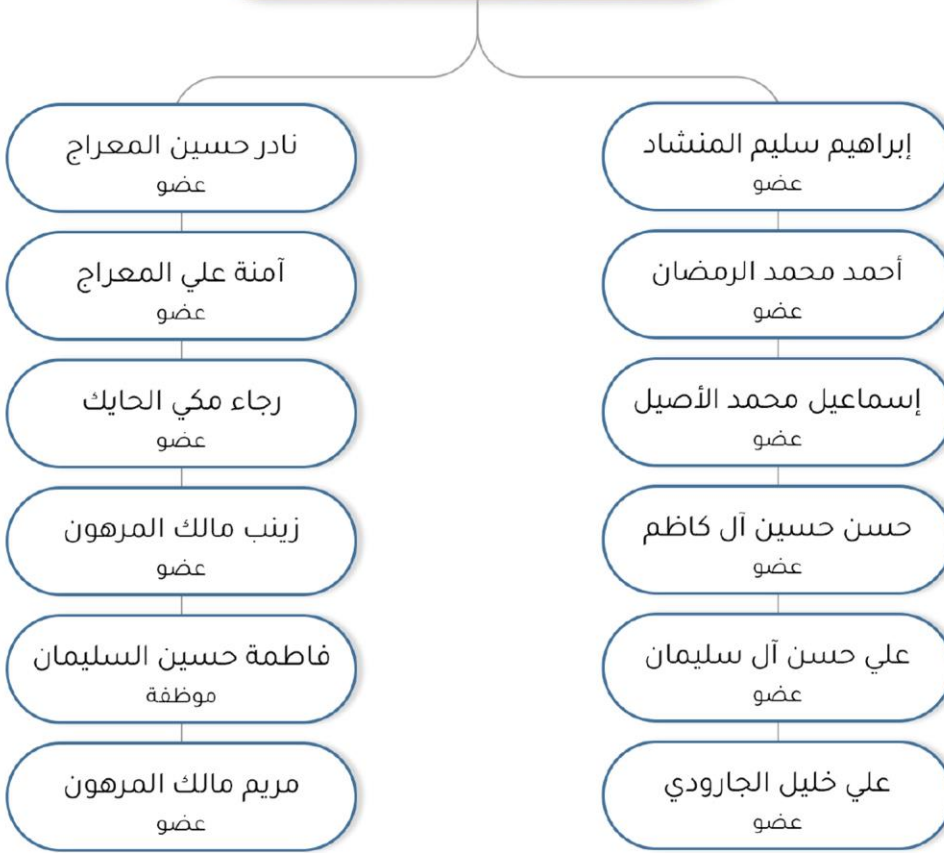 إبراهيم سليم المنشاد
عضو
أحمد محمد الرمضان
عضو
إسماعيل محمد الأصيل
عضو
حسن حسين آل كاظم
عضو
علي حسن آل سليمان
عضو
علي خليل الجارودي
عضو
نادر حسين المعراج
عضو
آمنة علي المعراج
عضو
رجاء مكي الحايك
عضو
زينب مالك المرهون
عضو
فاطمة حسين السليمان
موظفة
مريم مالك المرهون
عضو